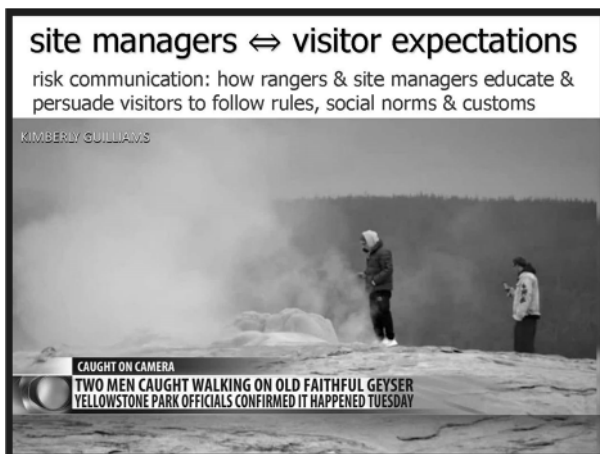 site managers ⇔ visitor expectations
risk communication: how rangers & site managers educate &
persuade visitors to follow rules, social norms & customs
KIMBERLY GUILLIAMS
CAUGHT ON CAMERA
TWO MEN CAUGHT WALKING ON OLD FAITHFUL GEYSER
YELLOWSTONE PARK OFFICIALS CONFIRMED IT HAPPENED TUESDAY